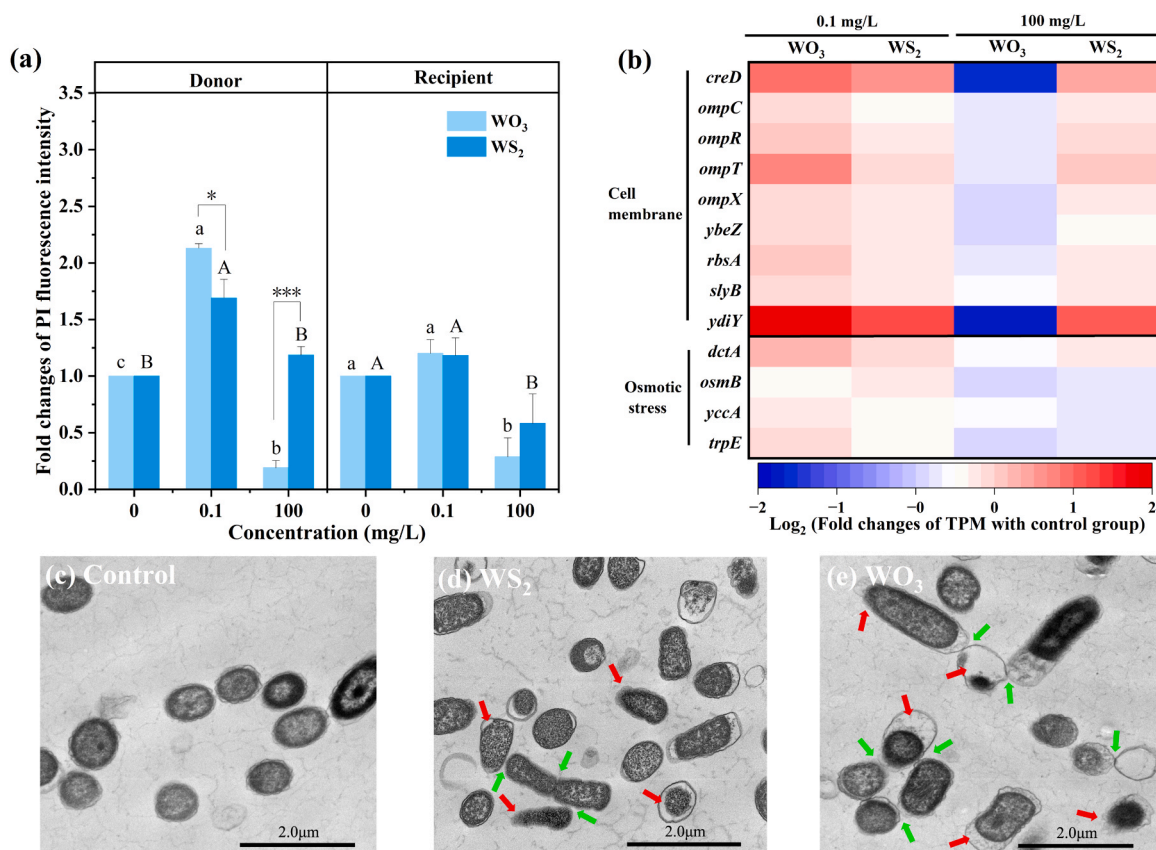 (a)
Donor
Recipient
3.5
3.0
2.5
2.0
1.5
1.0
0.5
0.0
Fold changes of PI fluorescence intensity
WO3
WS2
*
a
A
***
c
B
b
B
a
A
a
A
b
B
0
0.1
100
0
0.1
100
Concentration (mg/L)
(b)
0.1 mg/L
100 mg/L
WO3
WS2
WO3
WS2
Cell
membrane
creD
ompC
ompR
ompT
ompX
ybeZ
rbsA
slyB
ydiY
Osmotic
stress
dctA
osmB
yccA
trpE
−2
−1
−0
0
1
2
Log2 (Fold changes of TPM with control group)
(c) Control
2.0μm
(d) WS2
2.0μm
(e) WO3
2.0μm